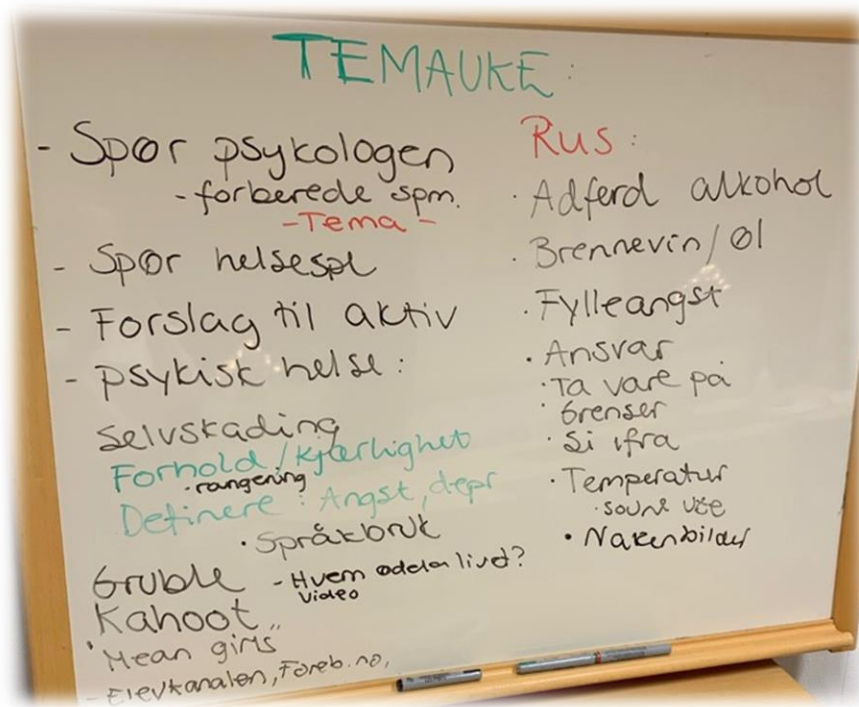 TEMAUKE:
- Spør psykologen
- forberede spm.
- Tema -
- Spør helsespl
- Forslag til aktiv
- psykisk helse:
Selvskading
Forhold/Kjærlighet
· rangering
Definere: Angst, depr
· Språkbruk
Gruble - Hvem ødela livet?
Video
Kahoot
"Mean girls
- Elevkanalen, Foreb.no,
Rus:
· Adferd alkohol
· Brennevin/øl
· Fylleangst
· Ansvar
· Ta vare på
· Grenser
· Si ifra
· Temperatur
· sovne ute
· Nakenbilder